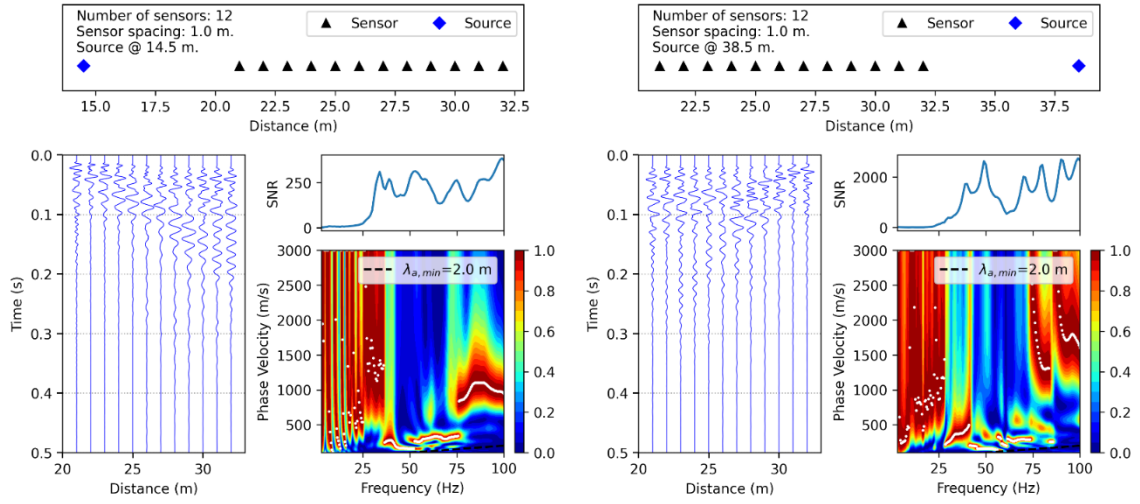 Number of sensors: 12
Sensor spacing: 1.0 m.
Source @ 14.5 m.
Sensor
Source
15.0 17.5 20.0 22.5 25.0 27.5 30.0 32.5
Distance (m)
Number of sensors: 12
Sensor spacing: 1.0 m.
Source @ 38.5 m.
Sensor
Source
22.5 25.0 27.5 30.0 32.5 35.0 37.5
Distance (m)
0.0
0.1
0.2
0.3
0.4
0.5
Time (s)
20 30
Distance (m)
250
0
SNR
3000
2500
2000
1500
1000
500
Phase Velocity (m/s)
λa,min=2.0 m
25 50 75 100
Frequency (Hz)
1.0
0.8
0.6
0.4
0.2
0.0
0.0
0.1
0.2
0.3
0.4
0.5
Time (s)
20 30
Distance (m)
2000
0
SNR
3000
2500
2000
1500
1000
500
Phase Velocity (m/s)
λa,min=2.0 m
25 50 75 100
Frequency (Hz)
1.0
0.8
0.6
0.4
0.2
0.0